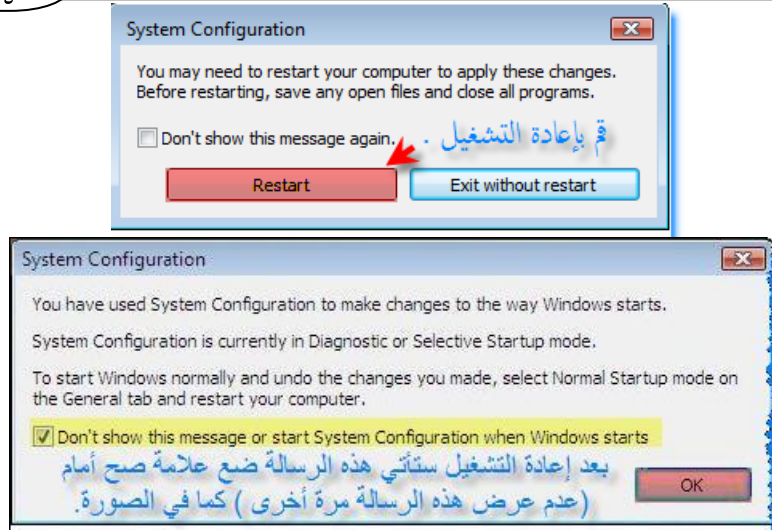 System Configuration
You may need to restart your computer to apply these changes.
Before restarting, save any open files and close all programs.
Don't show this message again.
قم بإعادة التشغيل .
Restart
Exit without restart
System Configuration
You have used System Configuration to make changes to the way Windows starts.
System Configuration is currently in Diagnostic or Selective Startup mode.
To start Windows normally and undo the changes you made, select Normal Startup mode on
the General tab and restart your computer.
Don't show this message or start System Configuration when Windows starts
بعد إعادة التشغيل ستأتي هذه الرسالة ضع علامة صح أمام
(عدم عرض هذه الرسالة مرة أخرى ) كما في الصورة.
OK